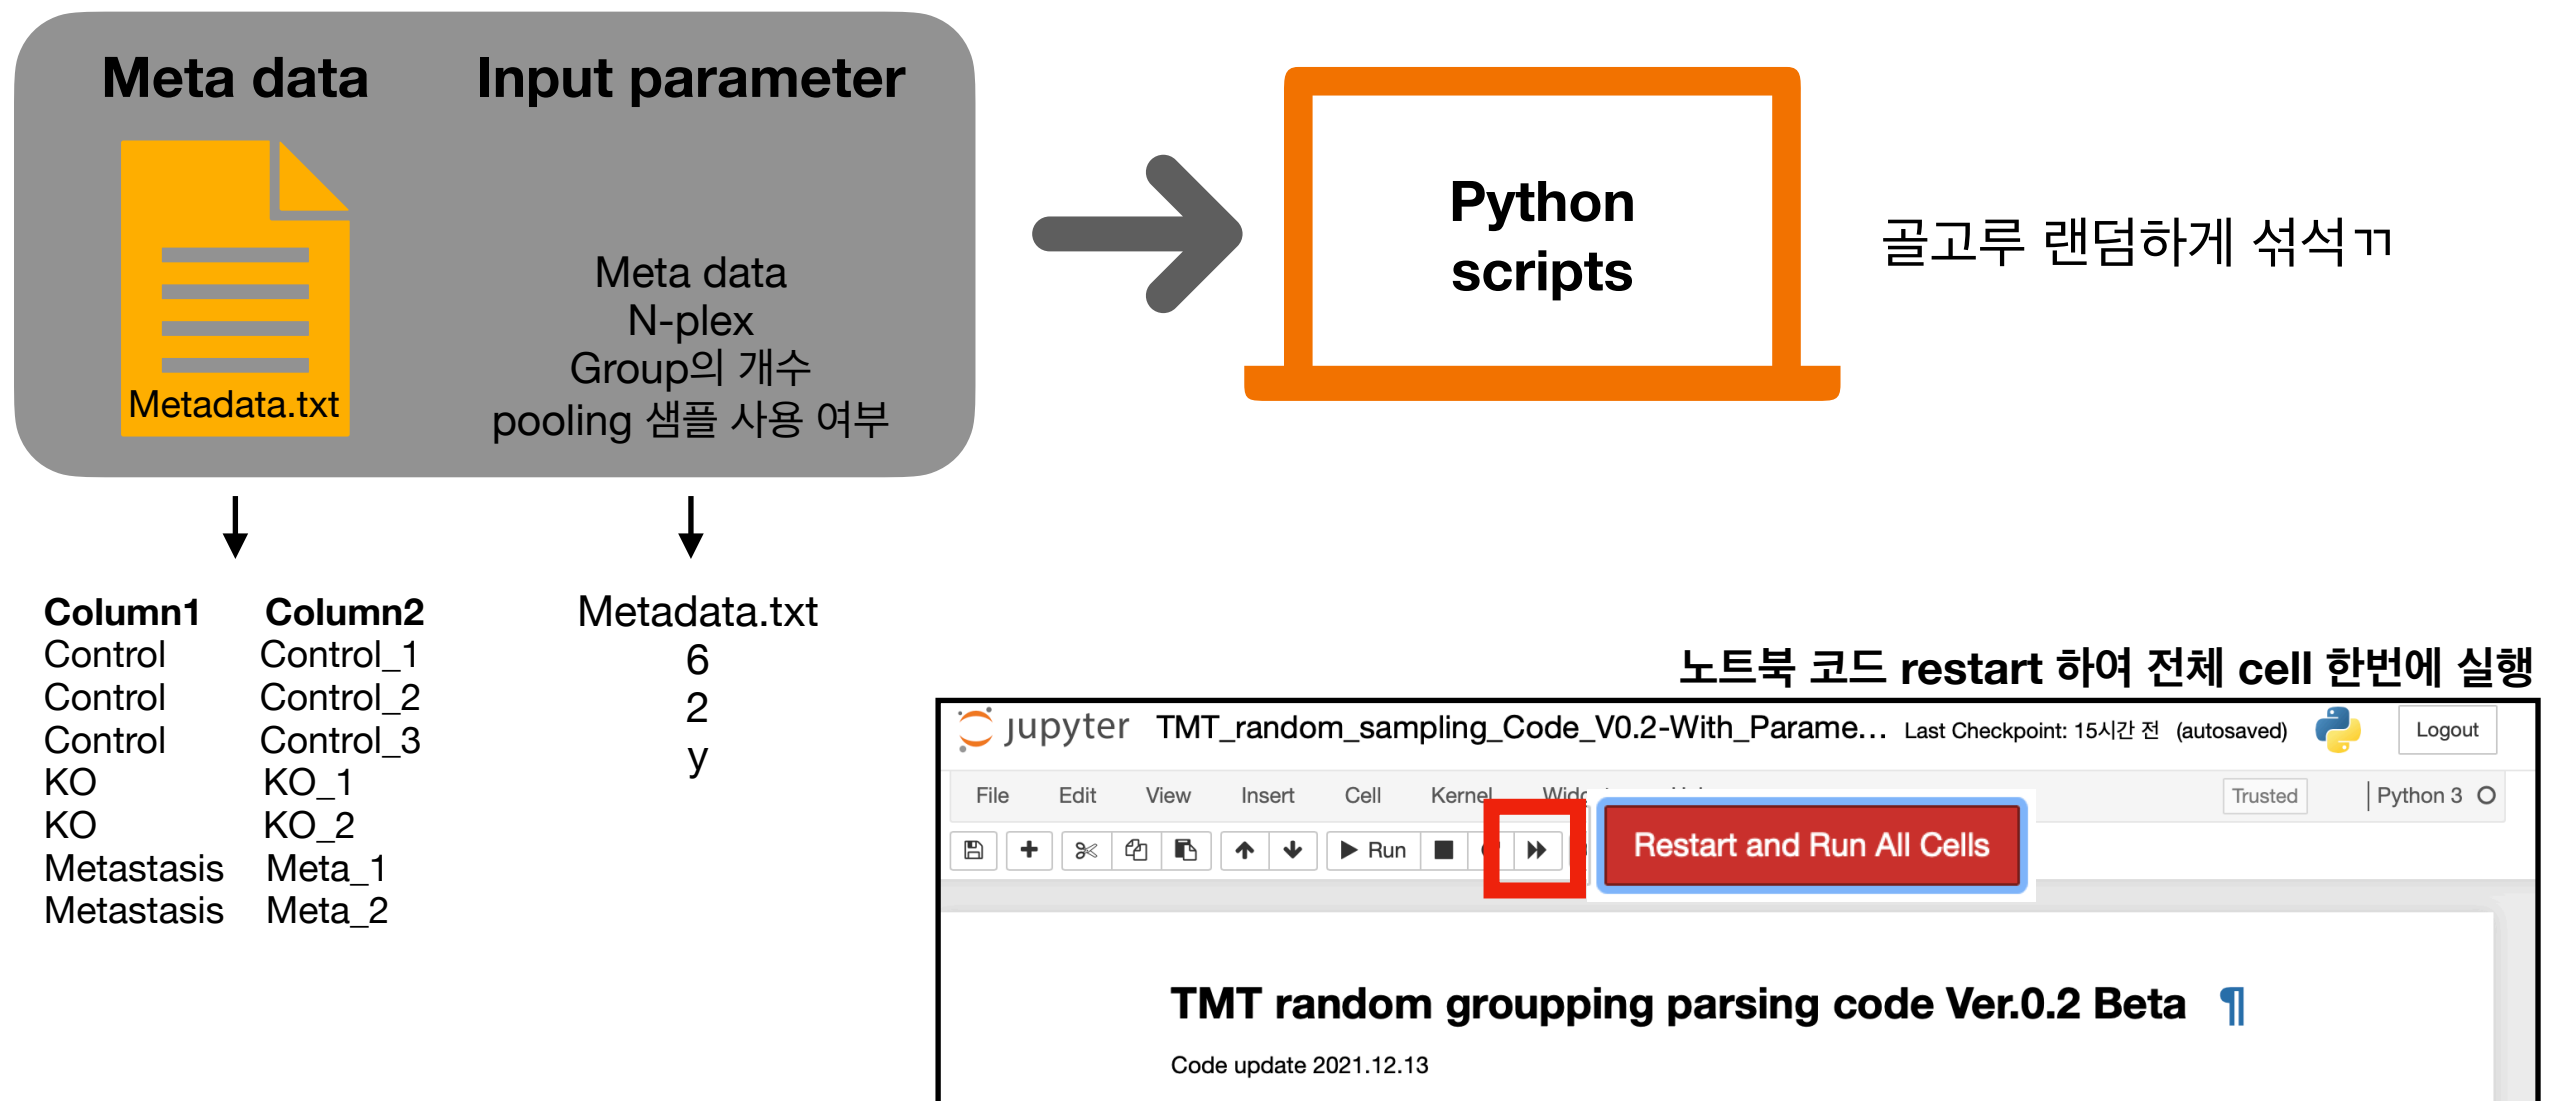 Meta data
Input parameter
Metadata.txt
Meta data
N-plex
Group의 개수
pooling 샘플 사용 여부
Python
scripts
골고루 랜덤하게 섞석ㄲ
Column1 Column2
Control Control_1
Control Control_2
Control Control_3
KO KO_1
KO KO_2
Metastasis Meta_1
Metastasis Meta_2
Metadata.txt
6
2
y
노트북 코드 restart 하여 전체 cell 한번에 실행
jupyter TMT_random_sampling_Code_V0.2-With_Parame... Last Checkpoint: 15시간 전 (autosaved) Logout
File Edit View Insert Cell Kernel Trusted Python 3
Run
Restart and Run All Cells
TMT random groupping parsing code Ver.0.2 Beta ¶
Code update 2021.12.13